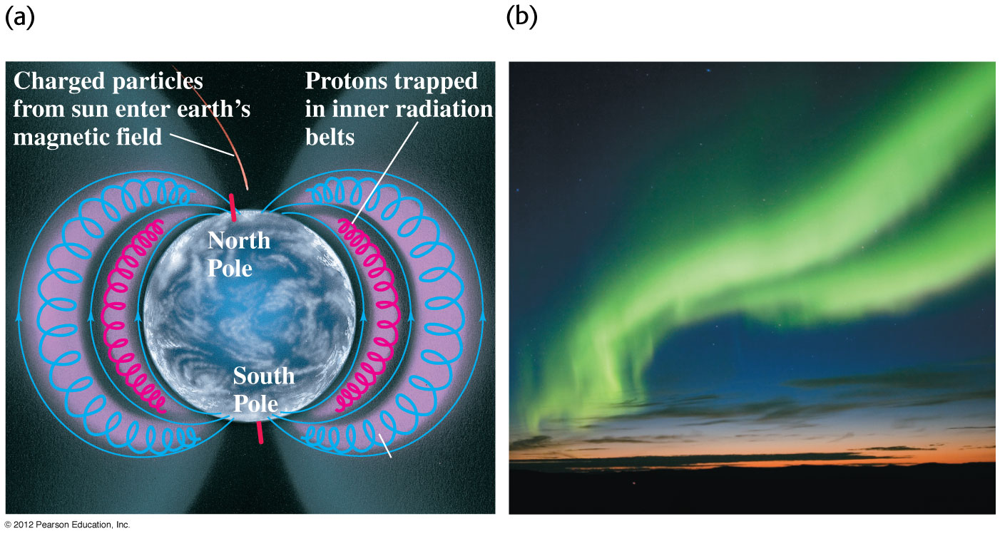 (a)
Charged particles
from sun enter earth's
magnetic field
Protons trapped
in inner radiation
belts
North
Pole
South
Pole
(b)
© 2012 Pearson Education, Inc.